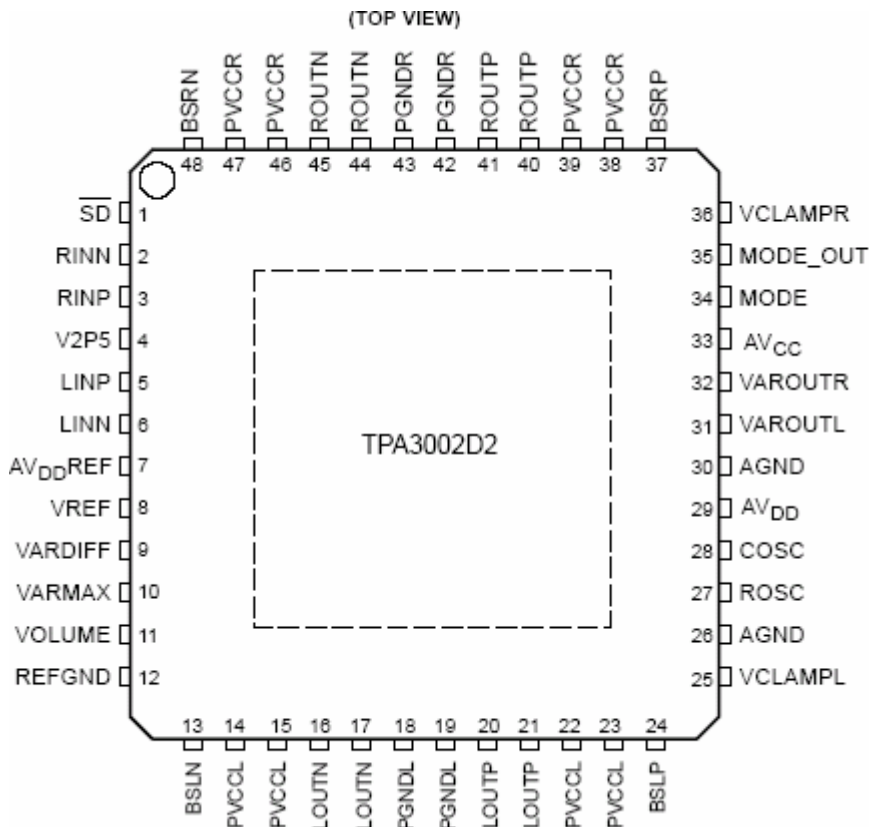 (TOP VIEW)
BSRN PVCCR PVCCR ROUTN ROUTN PGNDR PGNDR ROUTP ROUTP PVCCR PVCCR BSRP
48 47 46 45 44 43 42 41 40 39 38 37
SD 1 36 VCLAMPR
RINN 2 35 MODE_OUT
RINP 3 34 MODE
V2P5 4 33 AVCC
LINP 5 32 VAROUTR
LINN 6 31 VAROUTL
TPA3002D2
AVDDREF 7 30 AGND
VREF 8 29 AVDD
VARDIFF 9 28 COSC
VARMAX 10 27 ROSC
VOLUME 11 26 AGND
REFGND 12 25 VCLAMPL
13 14 15 16 17 18 19 20 21 22 23 24
BSLN PVCCL PVCCL LOUTN LOUTN PGNDL PGNDL LOUTP LOUTP PVCCL PVCCL BSLP